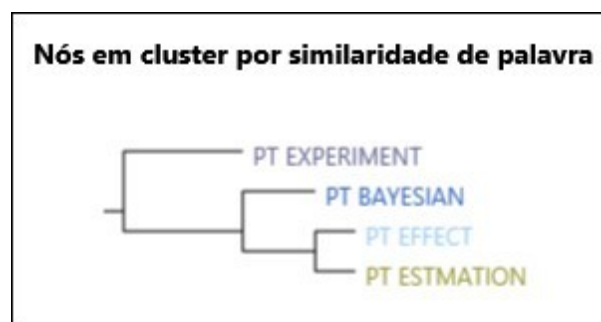 Nós em cluster por similaridade de palavra
PT EXPERIMENT
PT BAYESIAN
PT EFFECT
PT ESTMATION